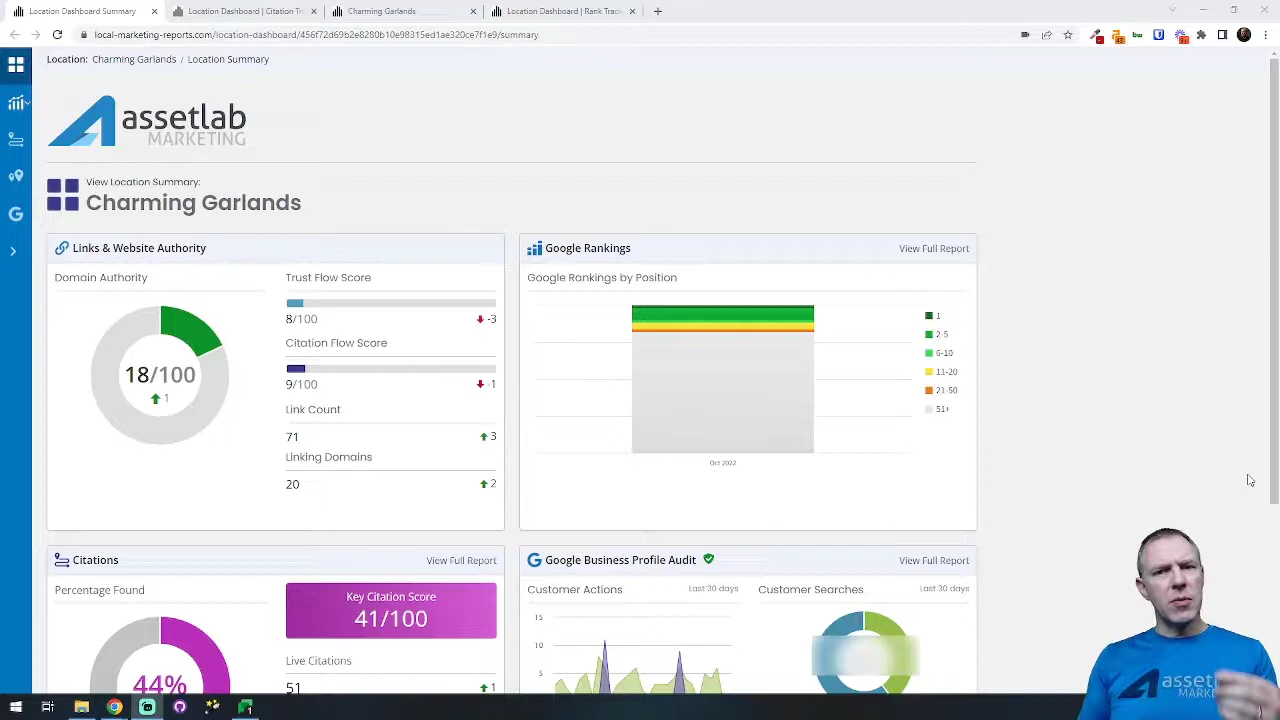 Location Dashboard Summary
Location Dashboard | Citation Tr
Charming Garlands
Location Dashboard | Rank Track
local-marketing-reports.com/location-dashboard/456f72d69b2e8280b10e98315ed1ae320ce7f1e9/summary
Location: Charming Garlands / Location Summary
assetlab
MARKETING
View Location Summary:
Charming Garlands
Links & Website Authority
Domain Authority
18/100
1
Trust Flow Score
8/100 -3
Citation Flow Score
9/100 -1
Link Count
71 3
Linking Domains
20 2
Google Rankings View Full Report
Google Rankings by Position
1
2-5
6-10
11-20
21-50
51+
Oct 2022
Citations View Full Report
Percentage Found
44%
Key Citation Score
41/100
Live Citations
51 1
Google Business Profile Audit View Full Report
Customer Actions Last 30 days
15
10
5
Customer Searches Last 30 days